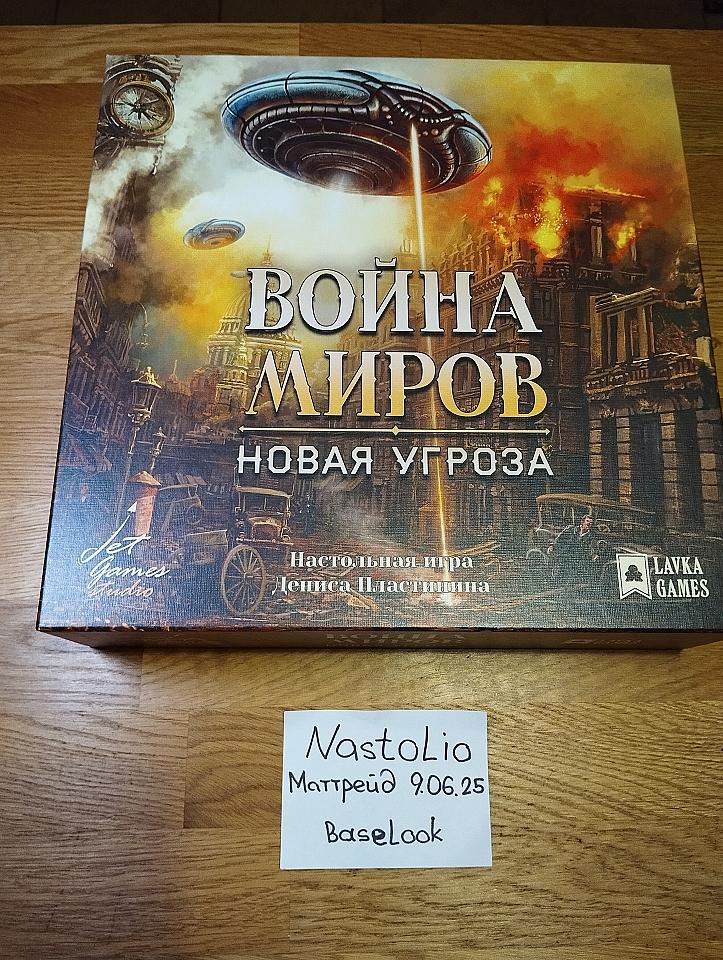 ВОЙНА
МИРОВ
НОВАЯ УГРОЗА
Настольная игра
Дениса Пластинина
Jet
Games
Studio
LAVKA
GAMES
ВОЙНА
NastoLio
Маттрейд 9.06.25
BaseLook